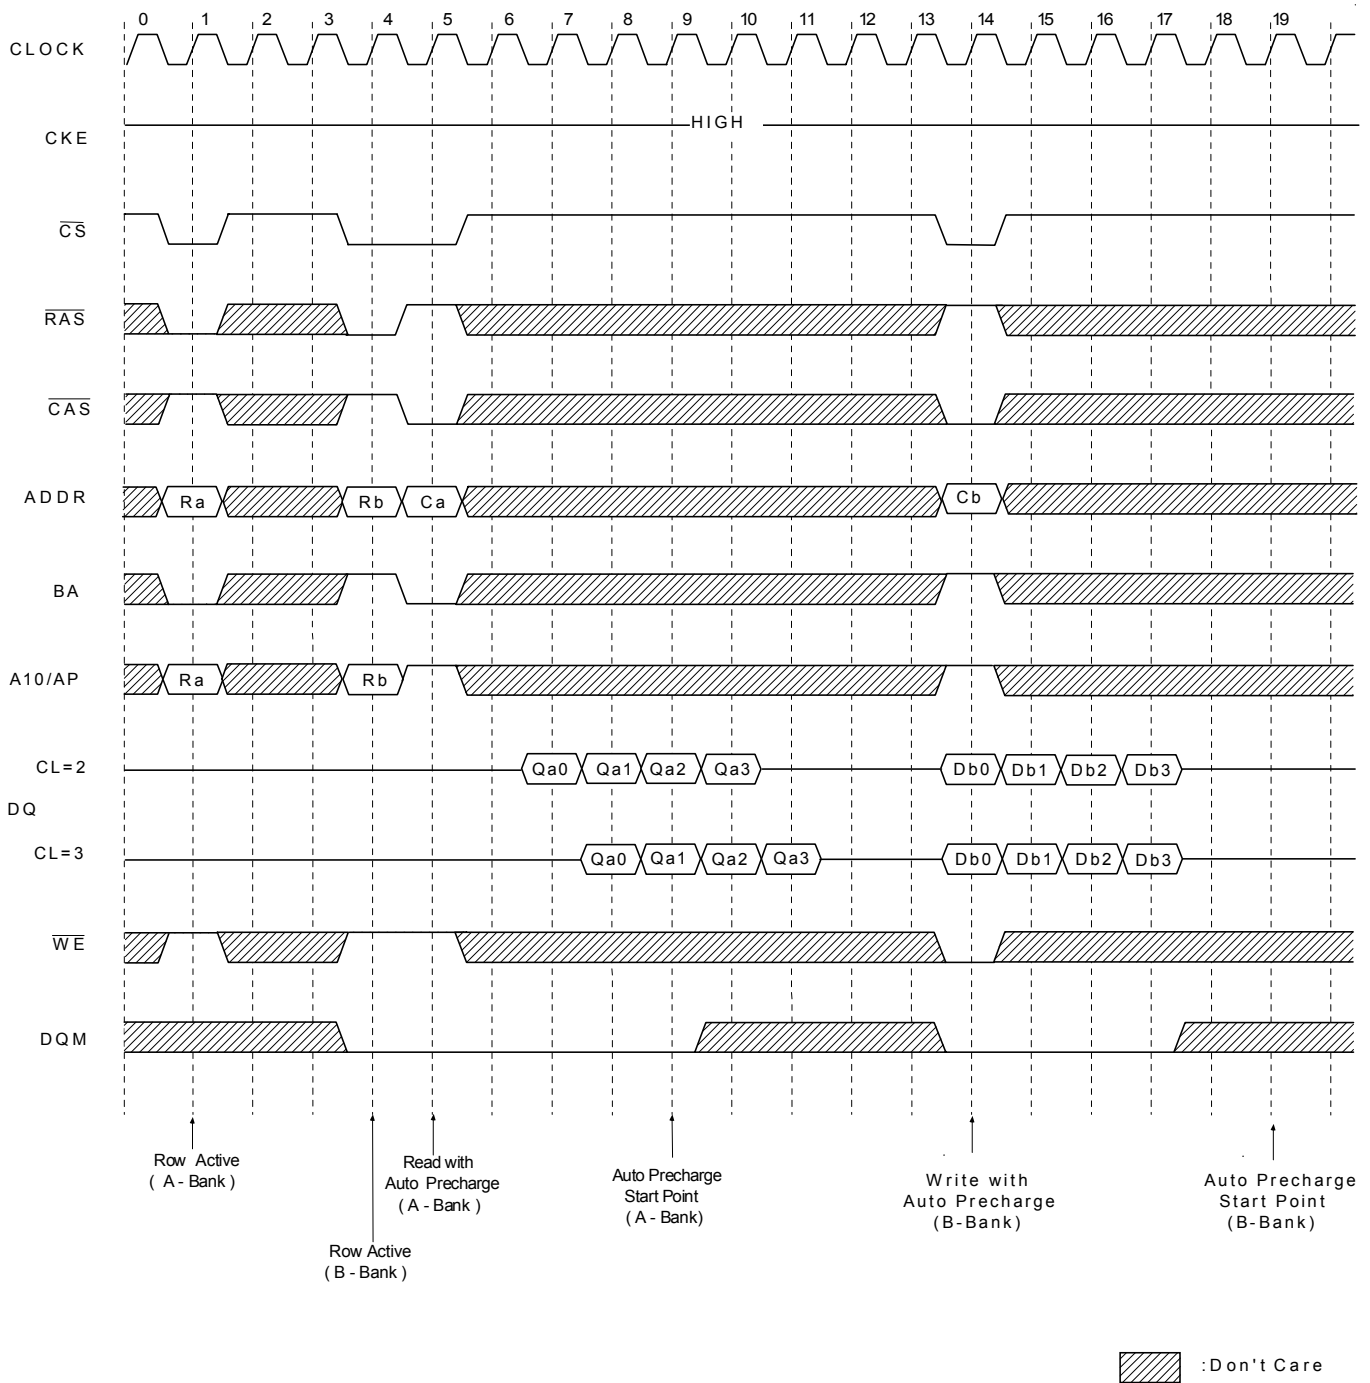 0 1 2 3 4 5 6 7 8 9 10 11 12 13 14 15 16 17 18 19
CLOCK
HIGH
CKE
CS
RAS
CAS
ADDR Ra Rb Ca Cb
BA
A10/AP Ra Rb
CL=2 Qa0 Qa1 Qa2 Qa3 Db0 Db1 Db2 Db3
DQ
CL=3 Qa0 Qa1 Qa2 Qa3 Db0 Db1 Db2 Db3
WE
DQM
Row Active
( A - Bank )
Row Active
( B - Bank )
Read with
Auto Precharge
( A - Bank )
Auto Precharge
Start Point
( A - Bank)
Write with
Auto Precharge
(B-Bank)
Auto Precharge
Start Point
(B-Bank)
:Don't Care